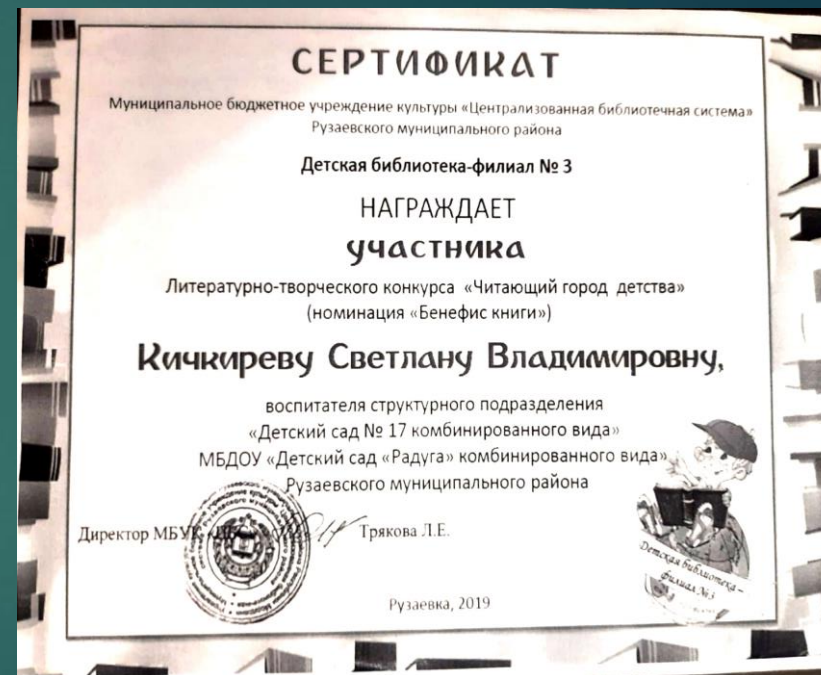 СЕРТИФИКАТ
Муниципальное бюджетное учреждение культуры «Централизованная библиотечная система»
Рузаевского муниципального района
Детская библиотека-филиал № 3
НАГРАЖДАЕТ
участника
Литературно-творческого конкурса «Читающий город детства»
(номинация «Бенефис книги»)
Кичкиреву Светлану Владимировну,
воспитателя структурного подразделения
«Детский сад № 17 комбинированного вида»
МБДОУ «Детский сад «Радуга» комбинированного вида»
Рузаевского муниципального района
Директор МБУК «ЦБС» Трякова Л.Е.
Детская библиотека –
филиал №3
Рузаевка, 2019